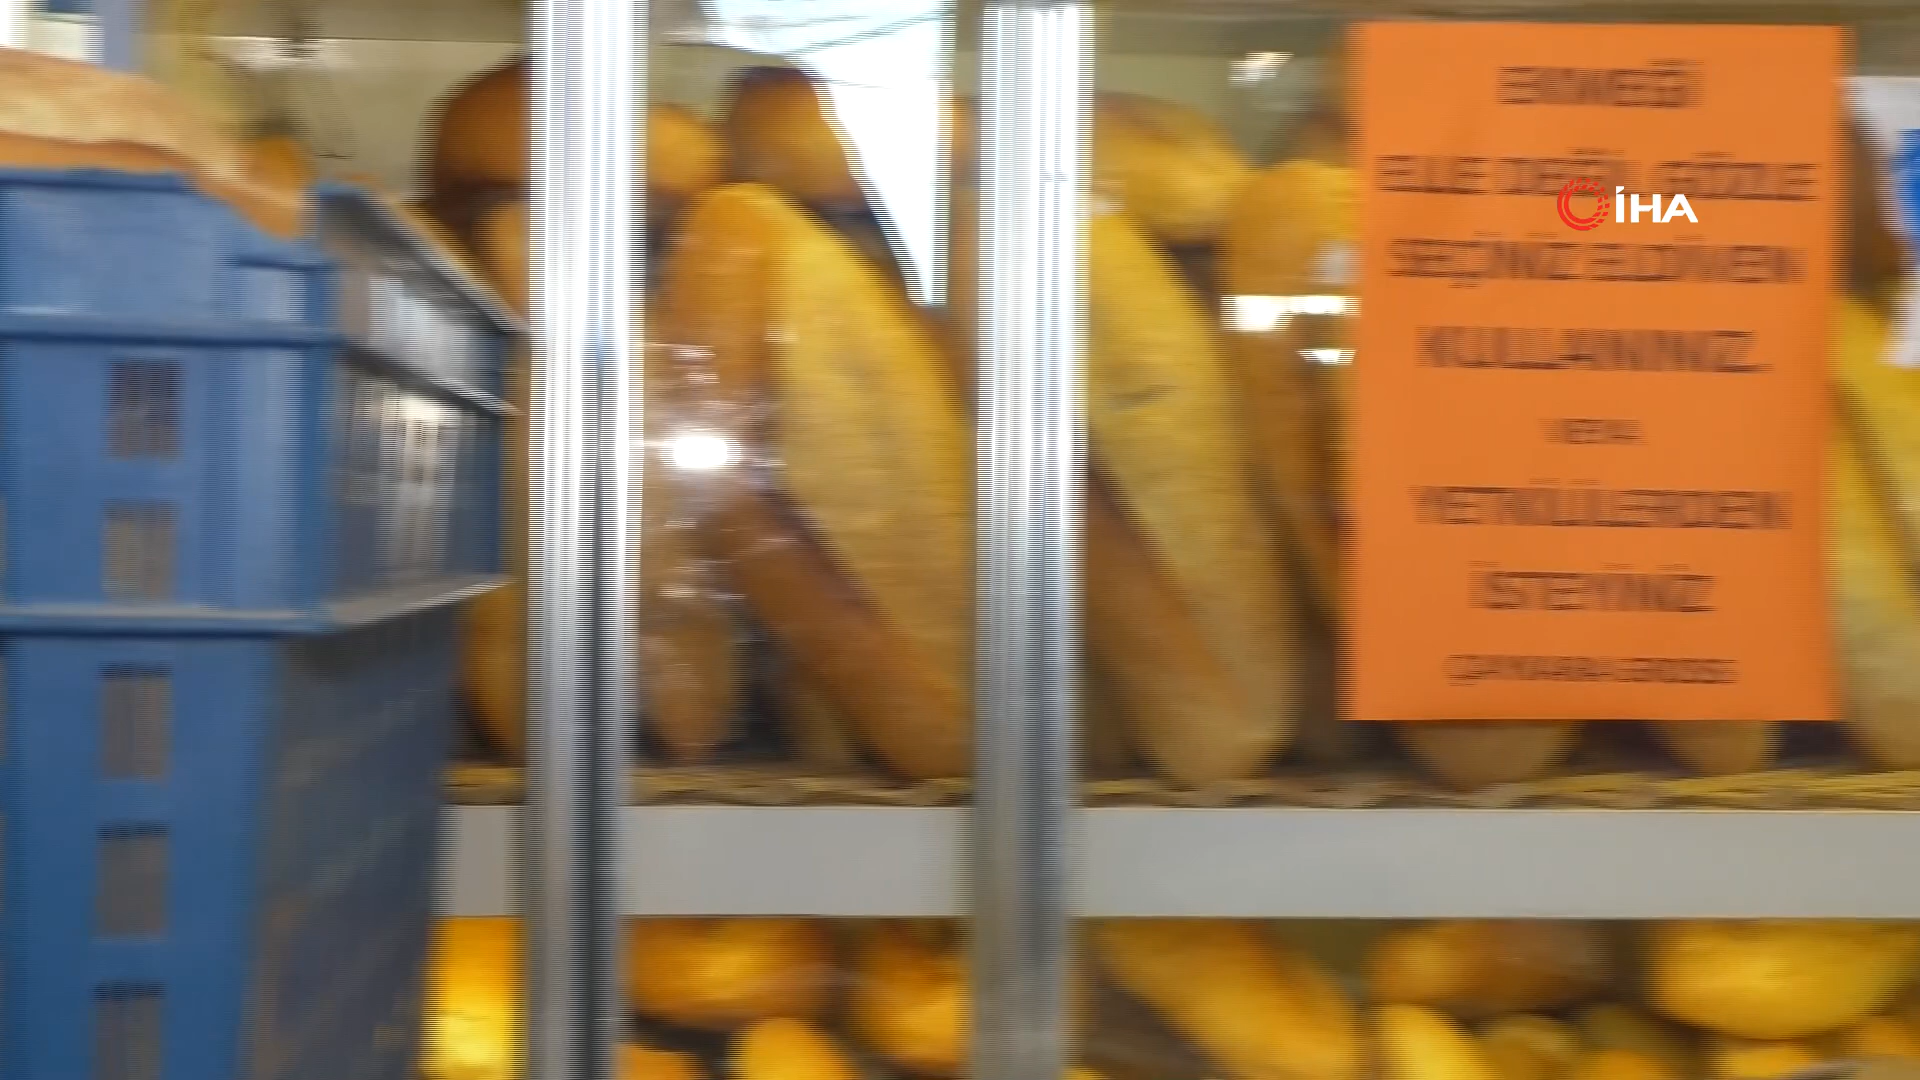 EKMEĞİ
ELLE DEĞİL GÖZLE
İHA
SEÇİNİZ ELDİVEN
KULLANINIZ.
VEYA
YETKİLİLERDEN
İSTEYİNİZ